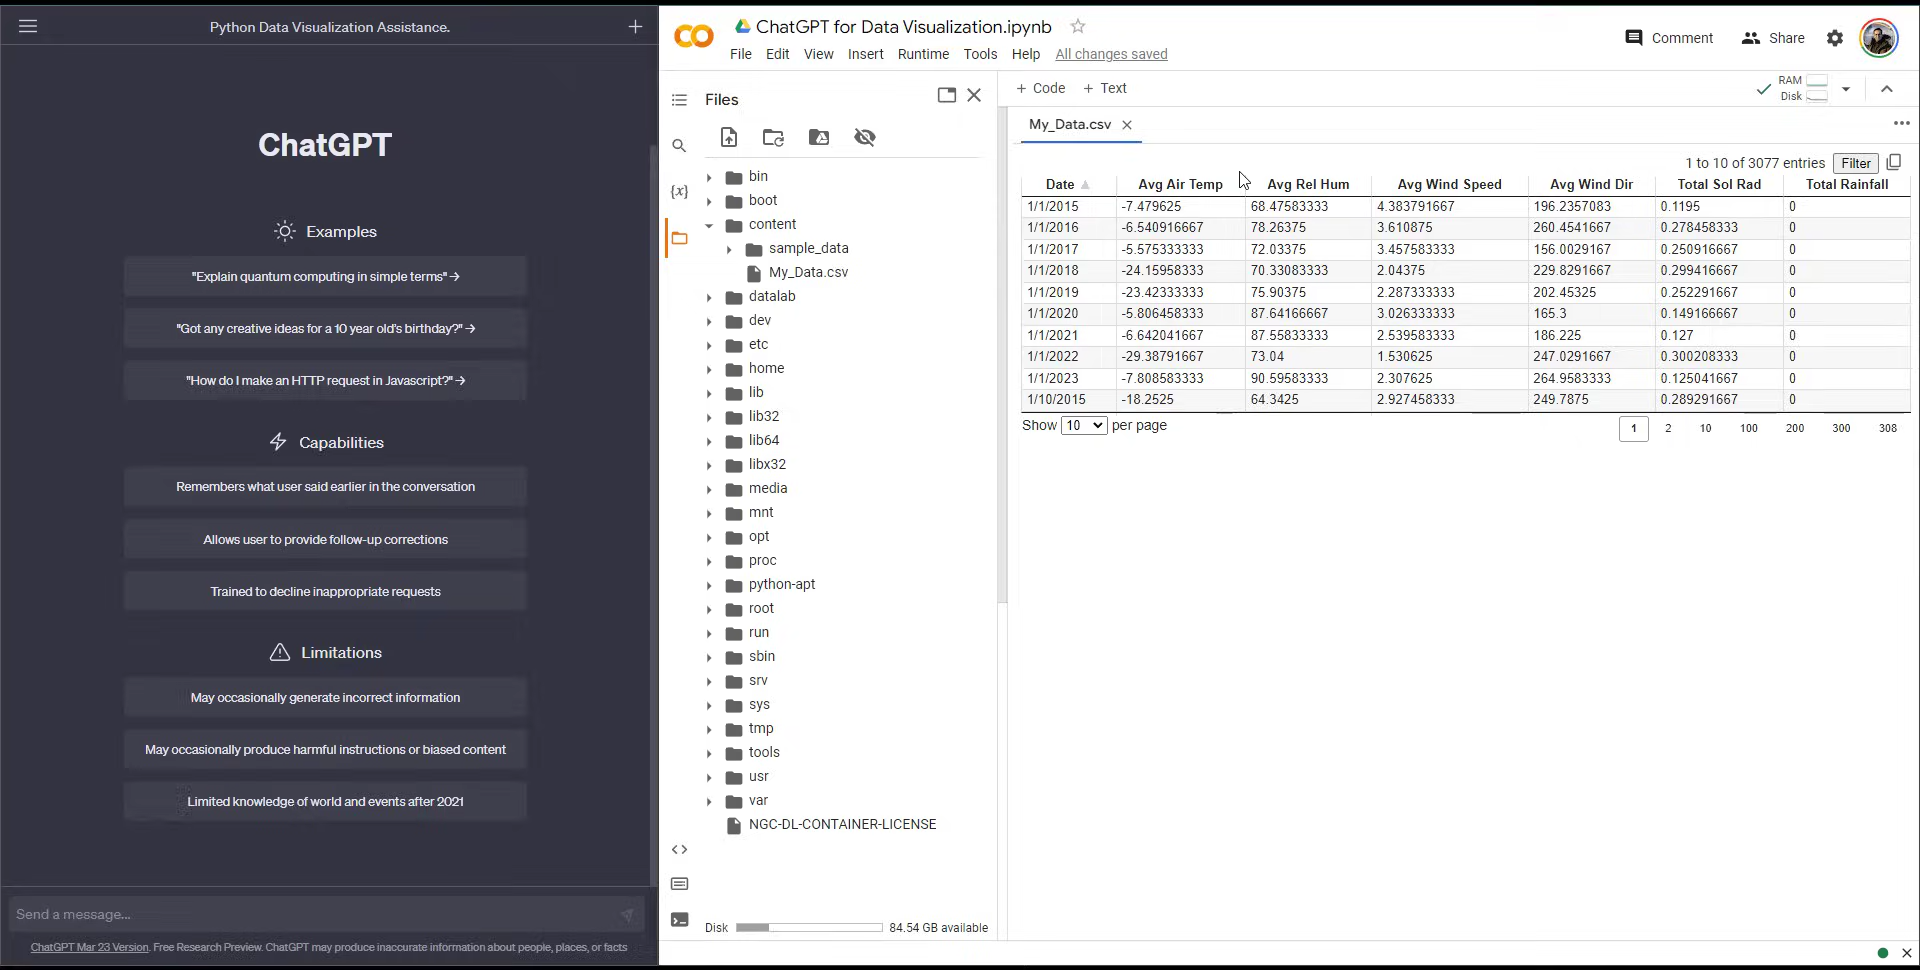 Python Data Visualization Assistance.
ChatGPT
Examples
"Explain quantum computing in simple terms" →
"Got any creative ideas for a 10 year old's birthday?" →
"How do I make an HTTP request in Javascript?" →
Capabilities
Remembers what user said earlier in the conversation
Allows user to provide follow-up corrections
Trained to decline inappropriate requests
Limitations
May occasionally generate incorrect information
May occasionally produce harmful instructions or biased content
Limited knowledge of world and events after 2021
Send a message...
ChatGPT Mar 23 Version. Free Research Preview. ChatGPT may produce inaccurate information about people, places, or facts
CO
ChatGPT for Data Visualization.ipynb
File Edit View Insert Runtime Tools Help All changes saved
Comment Share
Files
{x}
bin
boot
content
sample_data
My_Data.csv
datalab
dev
etc
home
lib
lib32
lib64
libx32
media
mnt
opt
proc
python-apt
root
run
sbin
srv
sys
tmp
tools
usr
var
NGC-DL-CONTAINER-LICENSE
Disk 84.54 GB available
+ Code + Text
RAM
Disk
My_Data.csv
1 to 10 of 3077 entries Filter
Date Avg Air Temp Avg Rel Hum Avg Wind Speed Avg Wind Dir Total Sol Rad Total Rainfall
1/1/2015 -7.479625 68.47583333 4.383791667 196.2357083 0.1195 0
1/1/2016 -6.540916667 78.26375 3.610875 260.4541667 0.278458333 0
1/1/2017 -5.575333333 72.03375 3.457583333 156.0029167 0.250916667 0
1/1/2018 -24.15958333 70.33083333 2.04375 229.8291667 0.299416667 0
1/1/2019 -23.42333333 75.90375 2.287333333 202.45325 0.252291667 0
1/1/2020 -5.806458333 87.64166667 3.026333333 165.3 0.149166667 0
1/1/2021 -6.642041667 87.55833333 2.539583333 186.225 0.127 0
1/1/2022 -29.38791667 73.04 1.530625 247.0291667 0.300208333 0
1/1/2023 -7.808583333 90.59583333 2.307625 264.9583333 0.125041667 0
1/10/2015 -18.2525 64.3425 2.927458333 249.7875 0.289291667 0
Show 10 per page
1 2 10 100 200 300 308